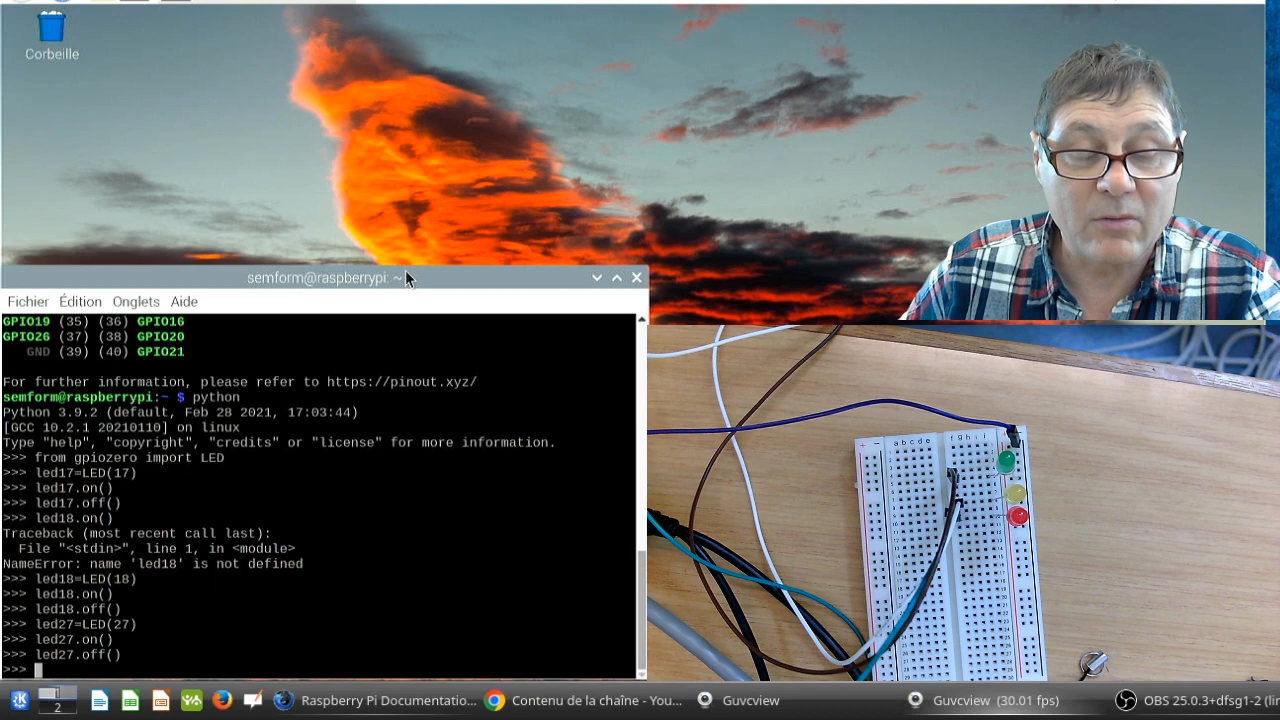 Corbeille
semform@raspberrypi: ~
Fichier Édition Onglets Aide
GPIO19 (35) (36) GPIO16
GPIO26 (37) (38) GPIO20
GND (39) (40) GPIO21
For further information, please refer to https://pinout.xyz/
semform@raspberrypi:~ $ python
Python 3.9.2 (default, Feb 28 2021, 17:03:44)
[GCC 10.2.1 20210110] on linux
Type "help", "copyright", "credits" or "license" for more information.
>>> from gpiozero import LED
>>> led17=LED(17)
>>> led17.on()
>>> led17.off()
>>> led18.on()
Traceback (most recent call last):
  File "<stdin>", line 1, in <module>
NameError: name 'led18' is not defined
>>> led18=LED(18)
>>> led18.on()
>>> led18.off()
>>> led27=LED(27)
>>> led27.on()
>>> led27.off()
>>>
a b c d e f g h i j
2 Raspberry Pi Documentatio... Contenu de la chaîne - You... Guvcview Guvcview (30.01 fps) OBS 25.0.3+dfsg1-2 (lin